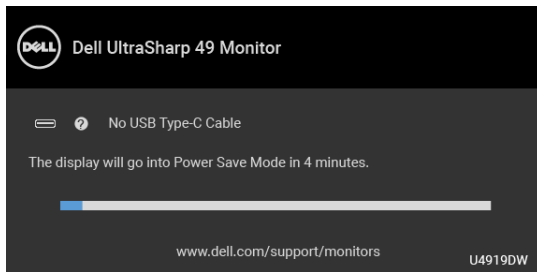 DELL
Dell UltraSharp 49 Monitor
? No USB Type-C Cable
The display will go into Power Save Mode in 4 minutes.
www.dell.com/support/monitors
U4919DW